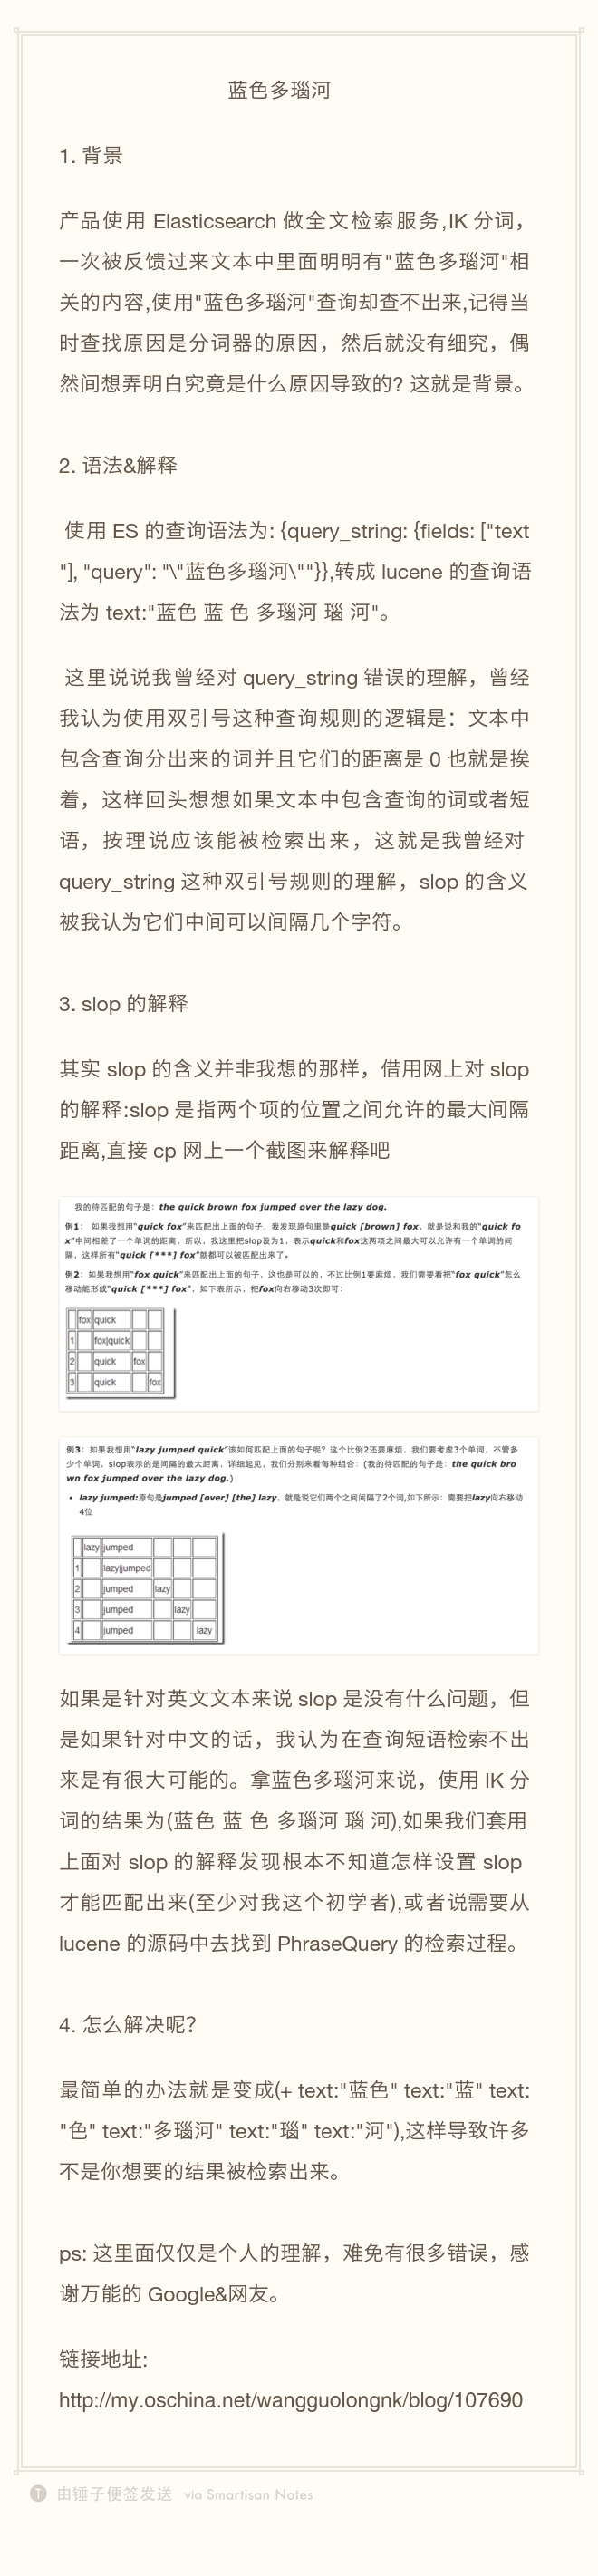 蓝色多瑙河
1. 背景
产品使用 Elasticsearch 做全文检索服务,IK 分词，
一次被反馈过来文本中里面明明有"蓝色多瑙河"相
关的内容,使用"蓝色多瑙河"查询却查不出来,记得当
时查找原因是分词器的原因，然后就没有细究，偶
然间想弄明白究竟是什么原因导致的? 这就是背景。
2. 语法&解释
使用 ES 的查询语法为: {query_string: {fields: ["text
"], "query": "\"蓝色多瑙河\""}},转成 lucene 的查询语
法为 text:"蓝色 蓝 色 多瑙河 瑙 河"。
这里说说我曾经对 query_string 错误的理解，曾经
我认为使用双引号这种查询规则的逻辑是：文本中
包含查询分出来的词并且它们的距离是 0 也就是挨
着，这样回头想想如果文本中包含查询的词或者短
语，按理说应该能被检索出来，这就是我曾经对
query_string 这种双引号规则的理解，slop 的含义
被我认为它们中间可以间隔几个字符。
3. slop 的解释
其实 slop 的含义并非我想的那样，借用网上对 slop
的解释:slop 是指两个项的位置之间允许的最大间隔
距离,直接 cp 网上一个截图来解释吧
我的待匹配的句子是：the quick brown fox jumped over the lazy dog.
例1： 如果我想用“quick fox”来匹配出上面的句子，我发现原句里是quick [brown] fox，就是说和我的“quick fo
x”中间相差了一个单词的距离，所以，我这里把slop设为1，表示quick和fox这两项之间最大可以允许有一个单词的间
隔，这样所有“quick [***] fox”就都可以被匹配出来了。
例2：如果我想用“fox quick”来匹配出上面的句子，这也是可以的，不过比例1要麻烦，我们需要看把“fox quick”怎么
移动能形成“quick [***] fox”，如下表所示，把fox向右移动3次即可：
fox quick
1 fox|quick
2 quick fox
3 quick fox
例3：如果我想用“lazy jumped quick”该如何匹配上面的句子呢？这个比例2还要麻烦，我们要考虑3个单词，不管多
少个单词，slop表示的是间隔的最大距离，详细起见，我们分别来看每种组合：(我的待匹配的句子是：the quick bro
wn fox jumped over the lazy dog.)
• lazy jumped:原句是jumped [over] [the] lazy，就是说它们两个之间间隔了2个词,如下所示：需要把lazy向右移动
4位
lazy jumped
1 lazy|jumped
2 jumped lazy
3 jumped lazy
4 jumped lazy
如果是针对英文文本来说 slop 是没有什么问题，但
是如果针对中文的话，我认为在查询短语检索不出
来是有很大可能的。拿蓝色多瑙河来说，使用 IK 分
词的结果为(蓝色 蓝 色 多瑙河 瑙 河),如果我们套用
上面对 slop 的解释发现根本不知道怎样设置 slop
才能匹配出来(至少对我这个初学者),或者说需要从
lucene 的源码中去找到 PhraseQuery 的检索过程。
4. 怎么解决呢？
最简单的办法就是变成(+ text:"蓝色" text:"蓝" text:
"色" text:"多瑙河" text:"瑙" text:"河"),这样导致许多
不是你想要的结果被检索出来。
ps: 这里面仅仅是个人的理解，难免有很多错误，感
谢万能的 Google&网友。
链接地址:
http://my.oschina.net/wangguolongnk/blog/107690
T 由锤子便签发送 via Smartisan Notes